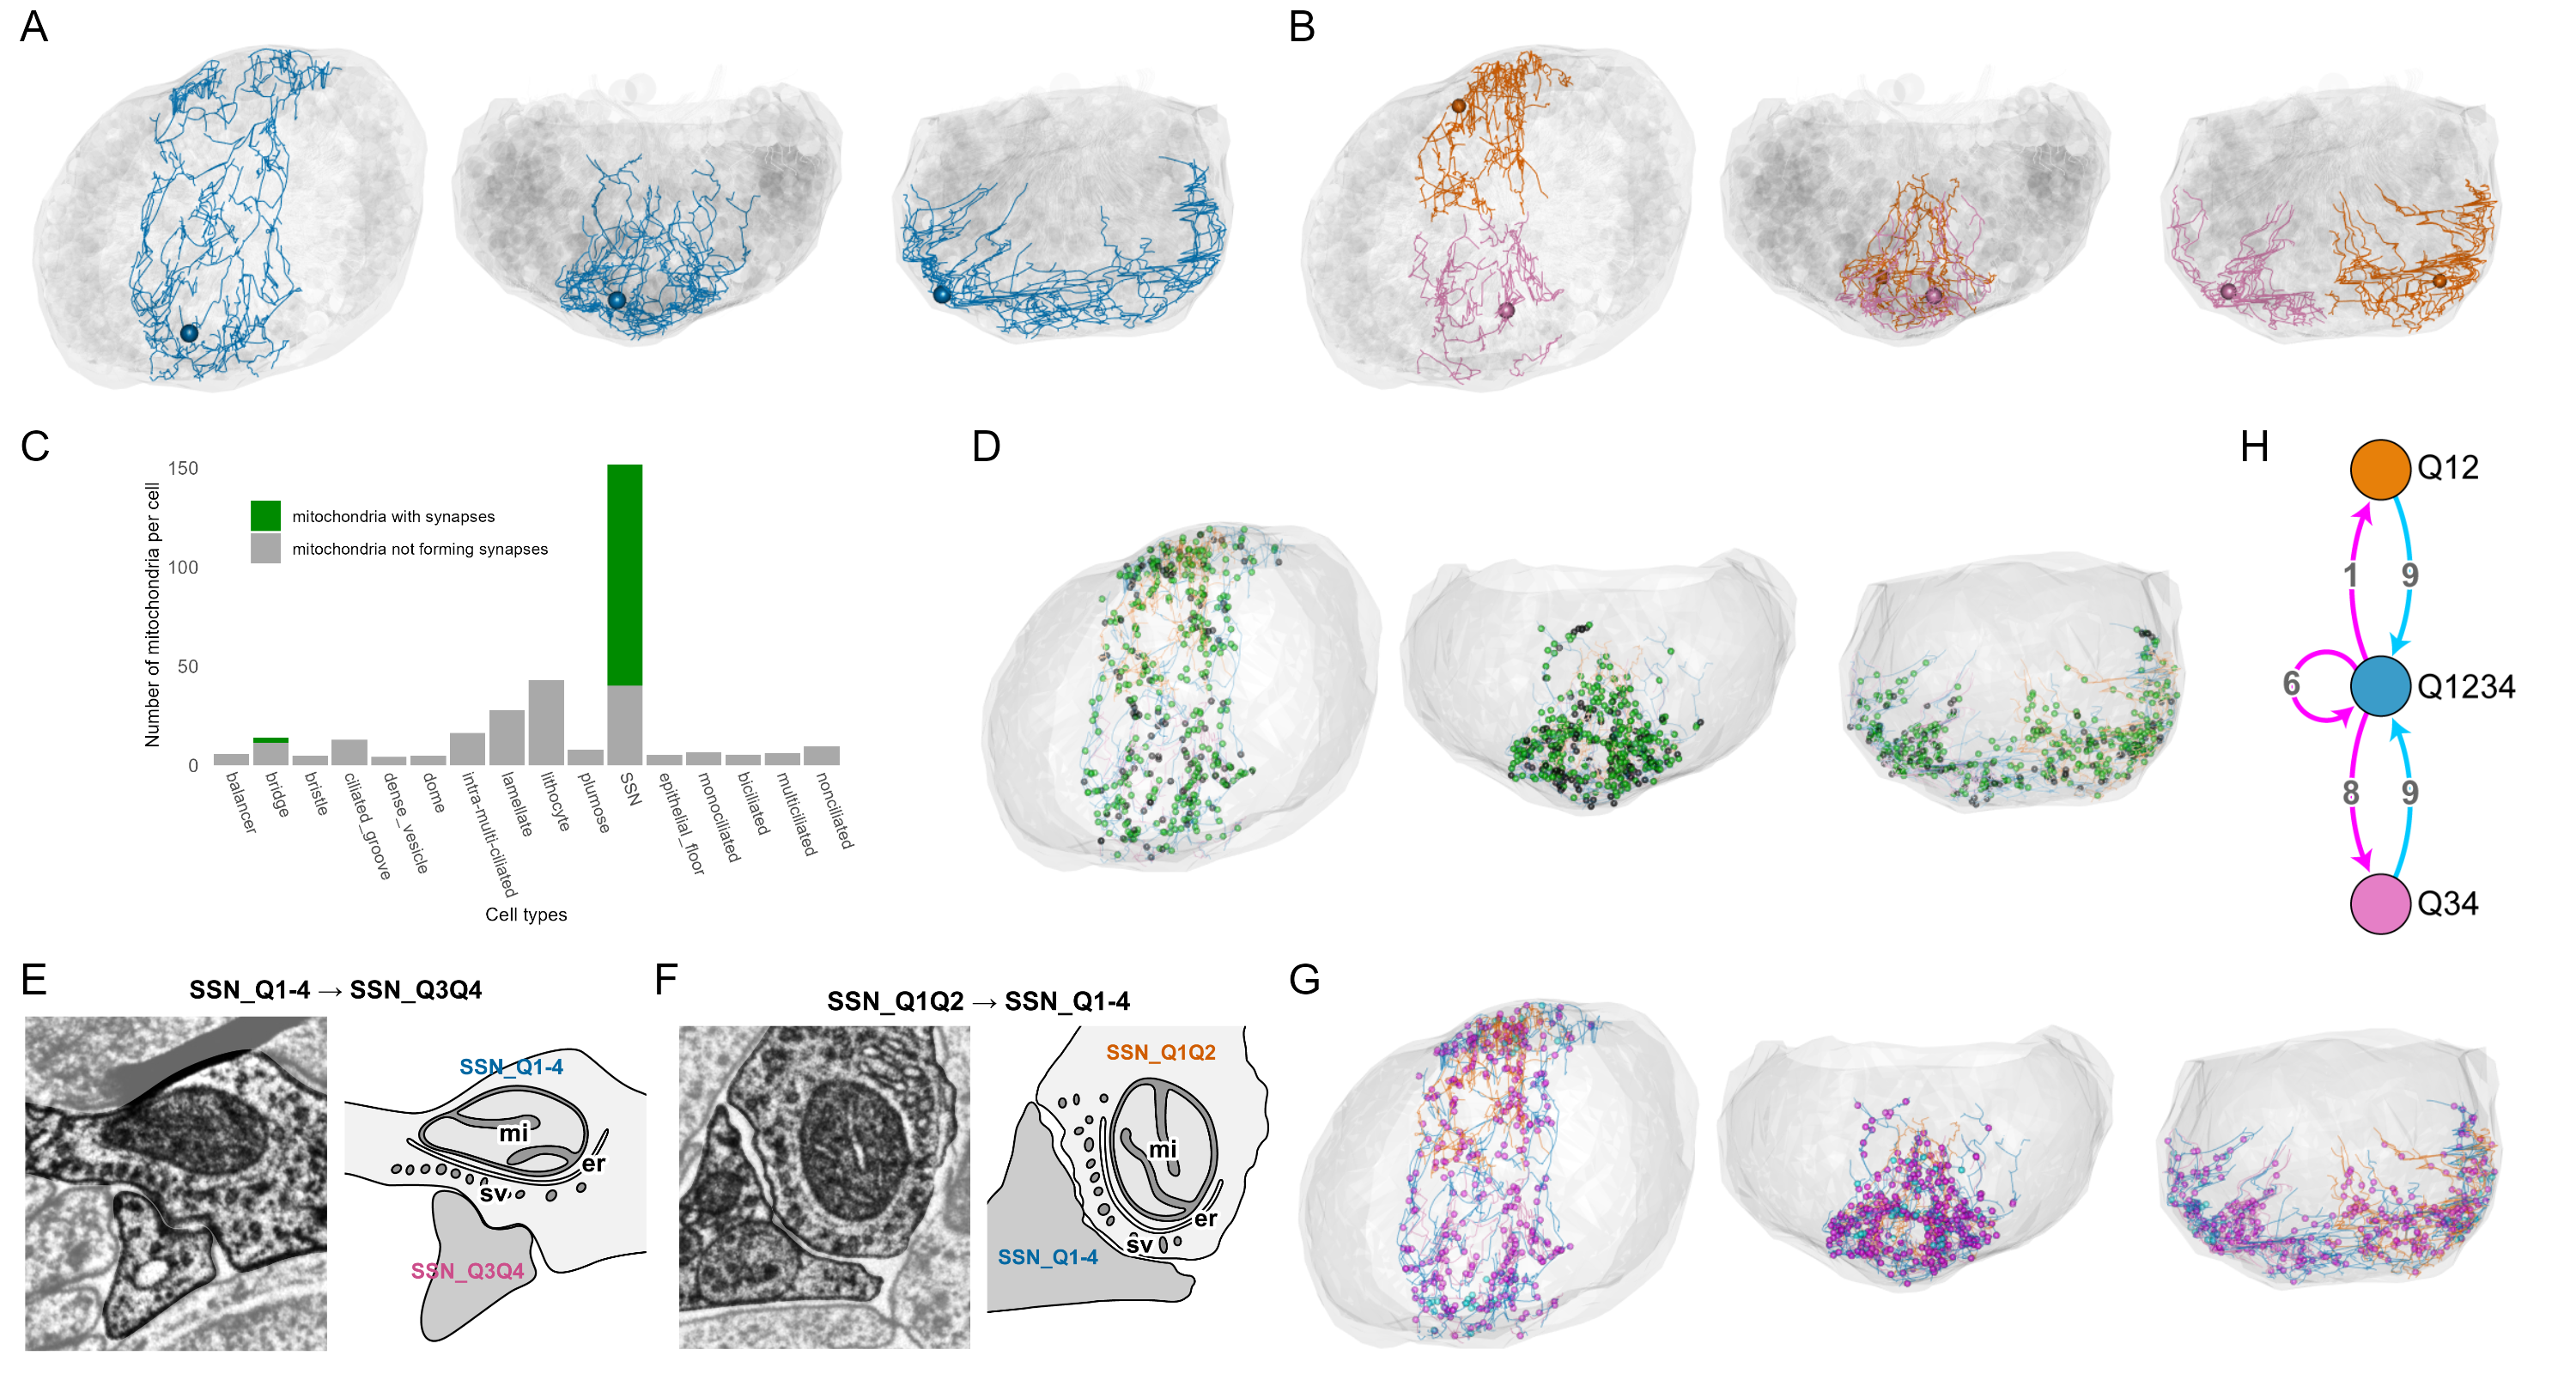 A
B
C
150
100
50
0
Number of mitochondria per cell
mitochondria with synapses
mitochondria not forming synapses
balancer
bridge
bristle
ciliated_groove
dense_vesicle
dome
intra-multi-ciliated
lamellate
lithocyte
plumose
SSN
epithelial_floor
monociliated
biciliated
multiciliated
nonciliated
Cell types
D
H
Q12
1
9
6
Q1234
8
9
Q34
E
SSN_Q1-4 → SSN_Q3Q4
SSN_Q1-4
mi
er
sv
SSN_Q3Q4
F
SSN_Q1Q2 → SSN_Q1-4
SSN_Q1Q2
mi
er
sv
SSN_Q1-4
G